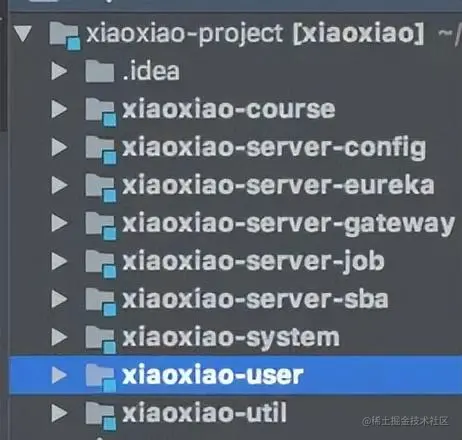 xiaoxiao-project [xiaoxiao] ~/
.idea
xiaoxiao-course
xiaoxiao-server-config
xiaoxiao-server-eureka
xiaoxiao-server-gateway
xiaoxiao-server-job
xiaoxiao-server-sba
xiaoxiao-system
xiaoxiao-user
xiaoxiao-util
@稀土掘金技术社区